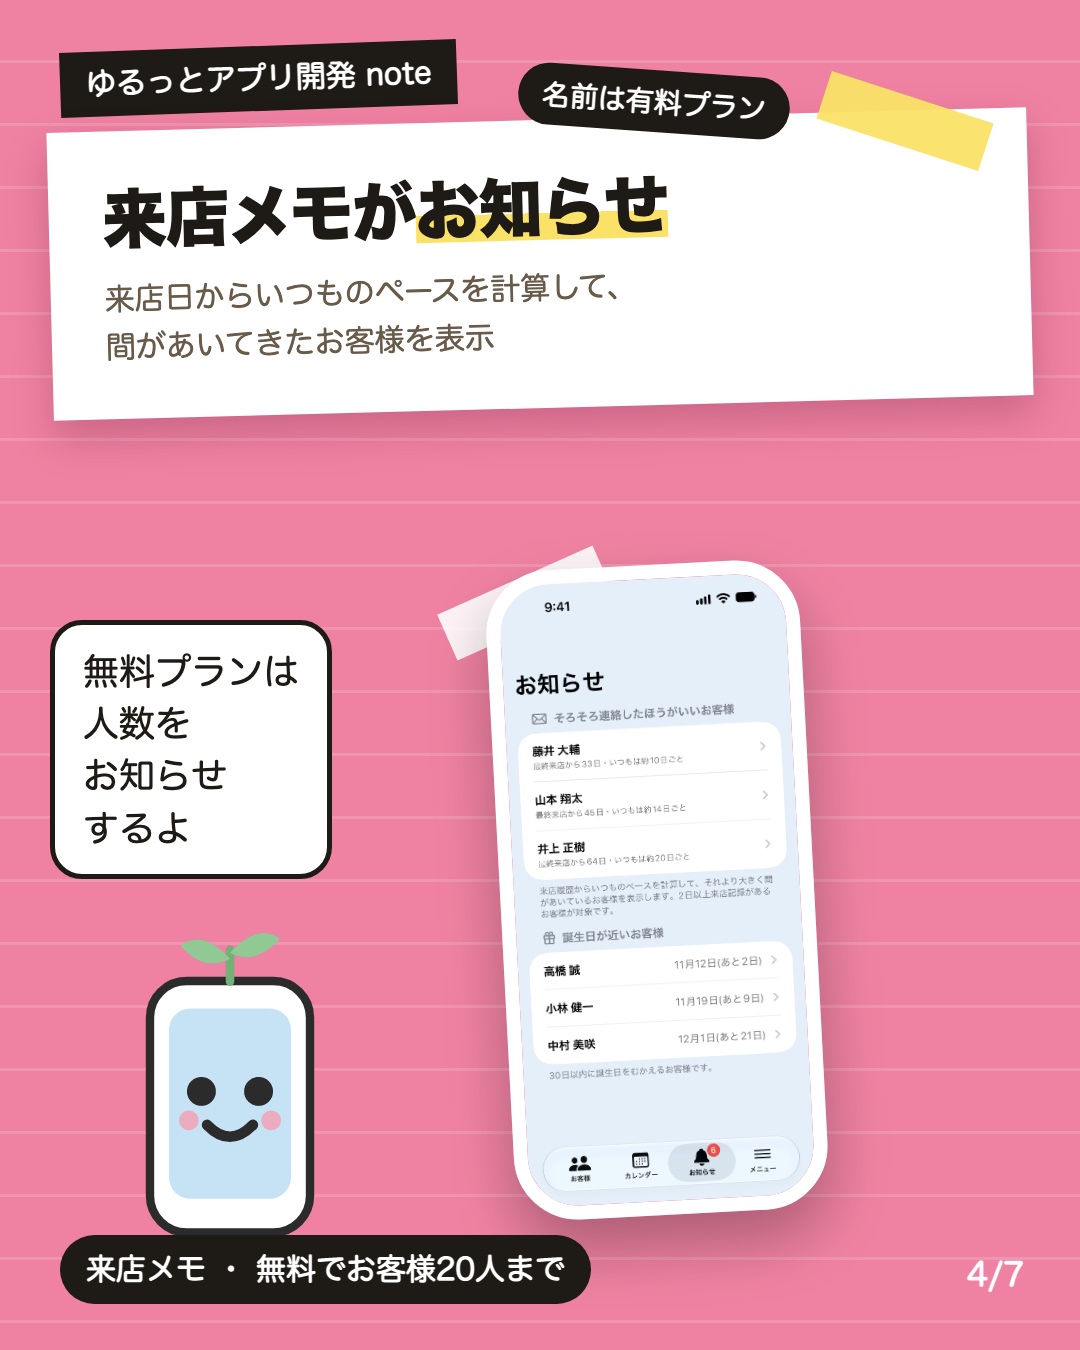 ゆるっとアプリ開発 note
名前は有料プラン
来店メモがお知らせ
来店日からいつものペースを計算して、
間があいてきたお客様を表示
無料プランは
人数を
お知らせ
するよ
9:41
お知らせ
そろそろ連絡したほうがいいお客様
藤井 大輔
最終来店から33日・いつもは約10日ごと
山本 翔太
最終来店から45日・いつもは約14日ごと
井上 正樹
最終来店から64日・いつもは約20日ごと
来店履歴からいつものペースを計算して、それより大きく間
があいているお客様を表示します。2日以上来店記録がある
お客様が対象です。
誕生日が近いお客様
高橋 誠 11月12日(あと2日)
小林 健一 11月19日(あと9日)
中村 美咲 12月1日(あと21日)
30日以内に誕生日をむかえるお客様です。
お客様 カレンダー お知らせ 6 メニュー
来店メモ ・ 無料でお客様20人まで
4/7